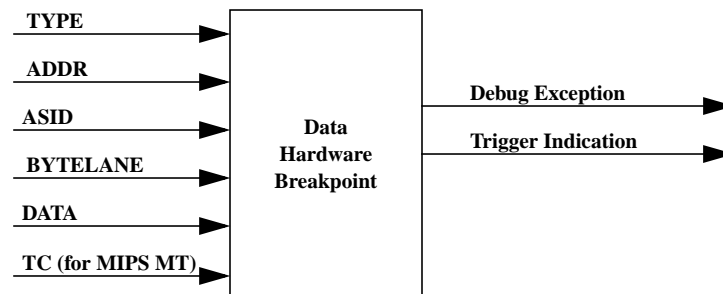 TYPE
ADDR
ASID
BYTELANE
DATA
TC (for MIPS MT)
Data
Hardware
Breakpoint
Debug Exception
Trigger Indication